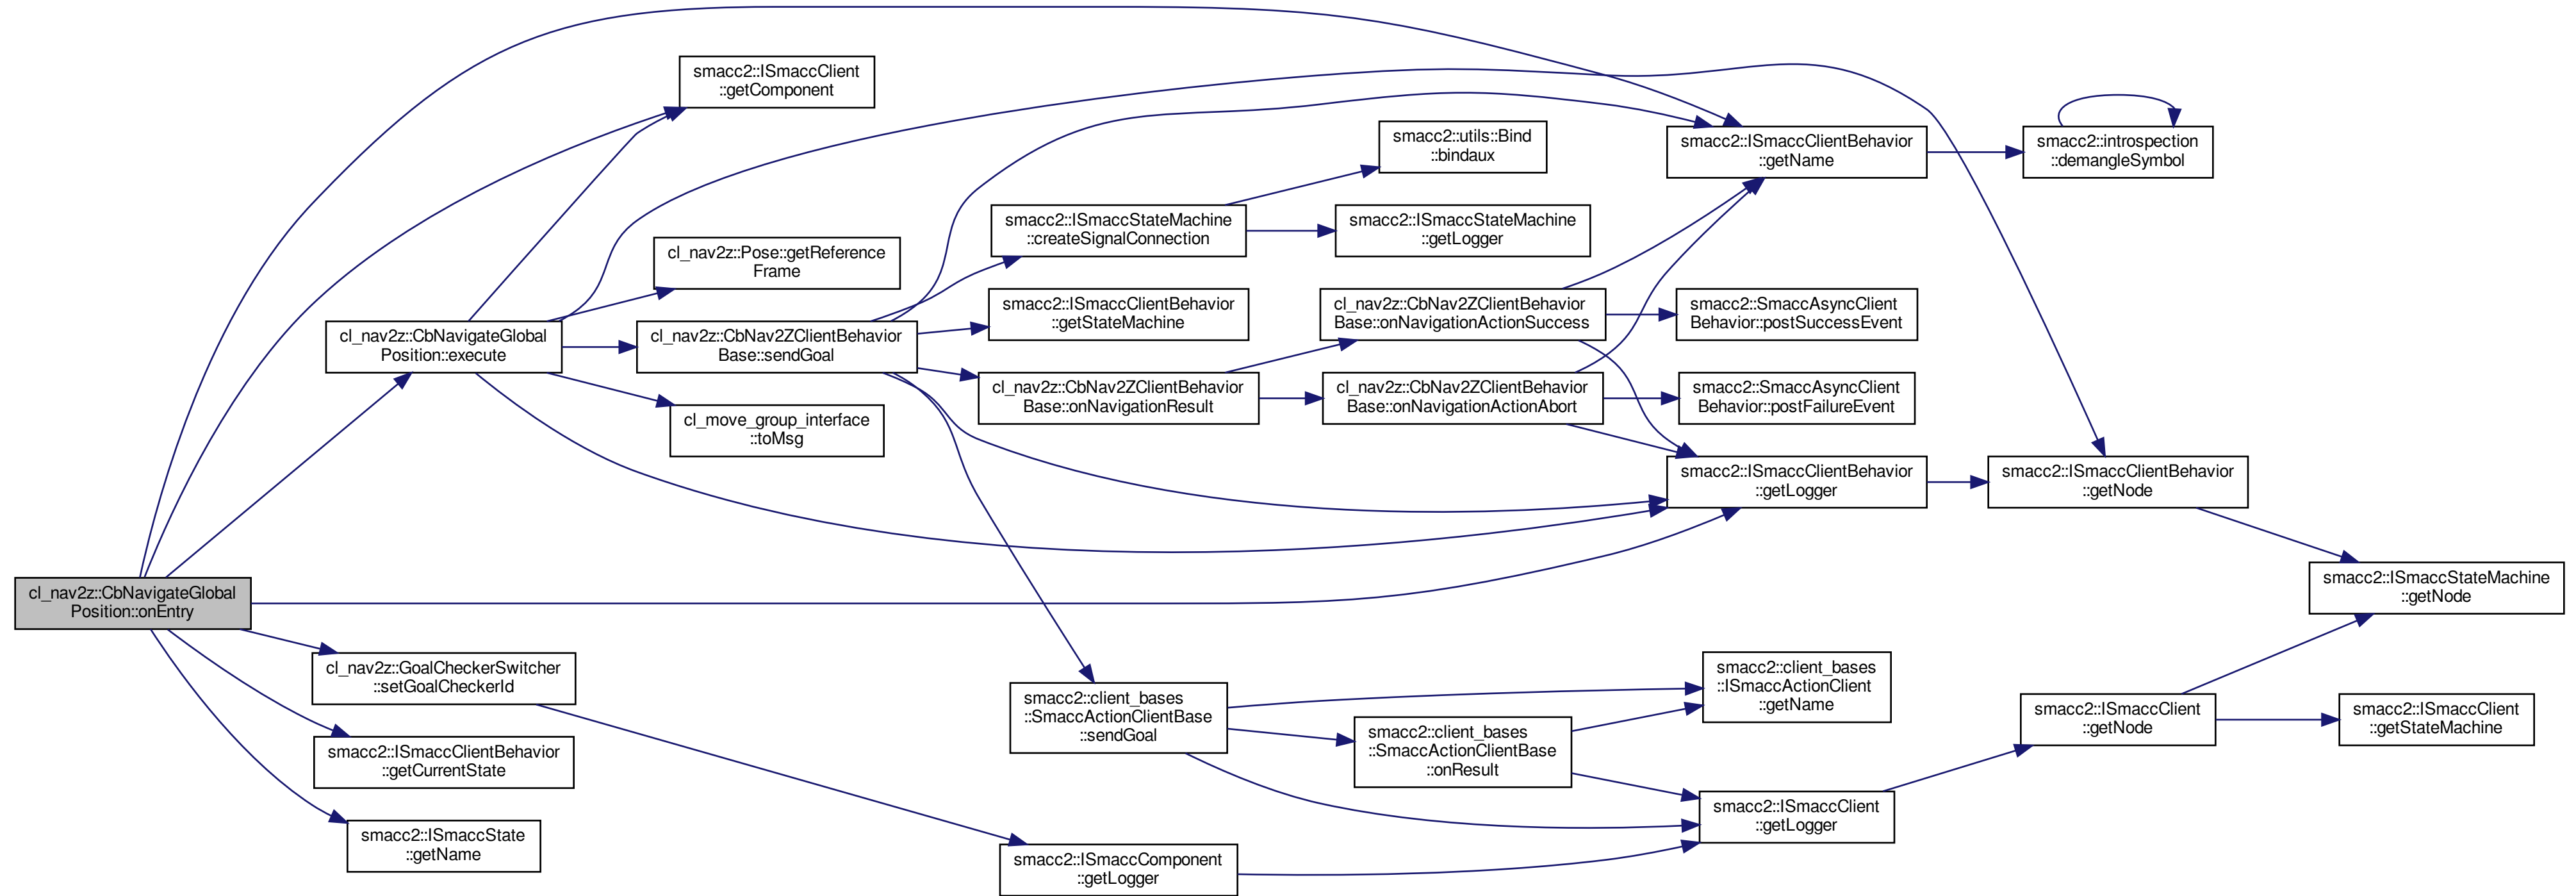 smacc2::ISmaccClient
::getComponent
smacc2::utils::Bind
::bindaux
smacc2::ISmaccClientBehavior
::getName
smacc2::introspection
::demangleSymbol
smacc2::ISmaccStateMachine
::createSignalConnection
smacc2::ISmaccStateMachine
::getLogger
cl_nav2z::Pose::getReference
Frame
smacc2::ISmaccClientBehavior
::getStateMachine
cl_nav2z::CbNav2ZClientBehavior
Base::onNavigationActionSuccess
smacc2::SmaccAsyncClient
Behavior::postSuccessEvent
cl_nav2z::CbNavigateGlobal
Position::execute
cl_nav2z::CbNav2ZClientBehavior
Base::sendGoal
cl_nav2z::CbNav2ZClientBehavior
Base::onNavigationResult
cl_nav2z::CbNav2ZClientBehavior
Base::onNavigationActionAbort
smacc2::SmaccAsyncClient
Behavior::postFailureEvent
cl_move_group_interface
::toMsg
smacc2::ISmaccClientBehavior
::getLogger
smacc2::ISmaccClientBehavior
::getNode
cl_nav2z::CbNavigateGlobal
Position::onEntry
smacc2::ISmaccStateMachine
::getNode
cl_nav2z::GoalCheckerSwitcher
::setGoalCheckerId
smacc2::client_bases
::SmaccActionClientBase
::sendGoal
smacc2::client_bases
::ISmaccActionClient
::getName
smacc2::ISmaccClient
::getNode
smacc2::ISmaccClient
::getStateMachine
smacc2::ISmaccClientBehavior
::getCurrentState
smacc2::client_bases
::SmaccActionClientBase
::onResult
smacc2::ISmaccClient
::getLogger
smacc2::ISmaccState
::getName
smacc2::ISmaccComponent
::getLogger